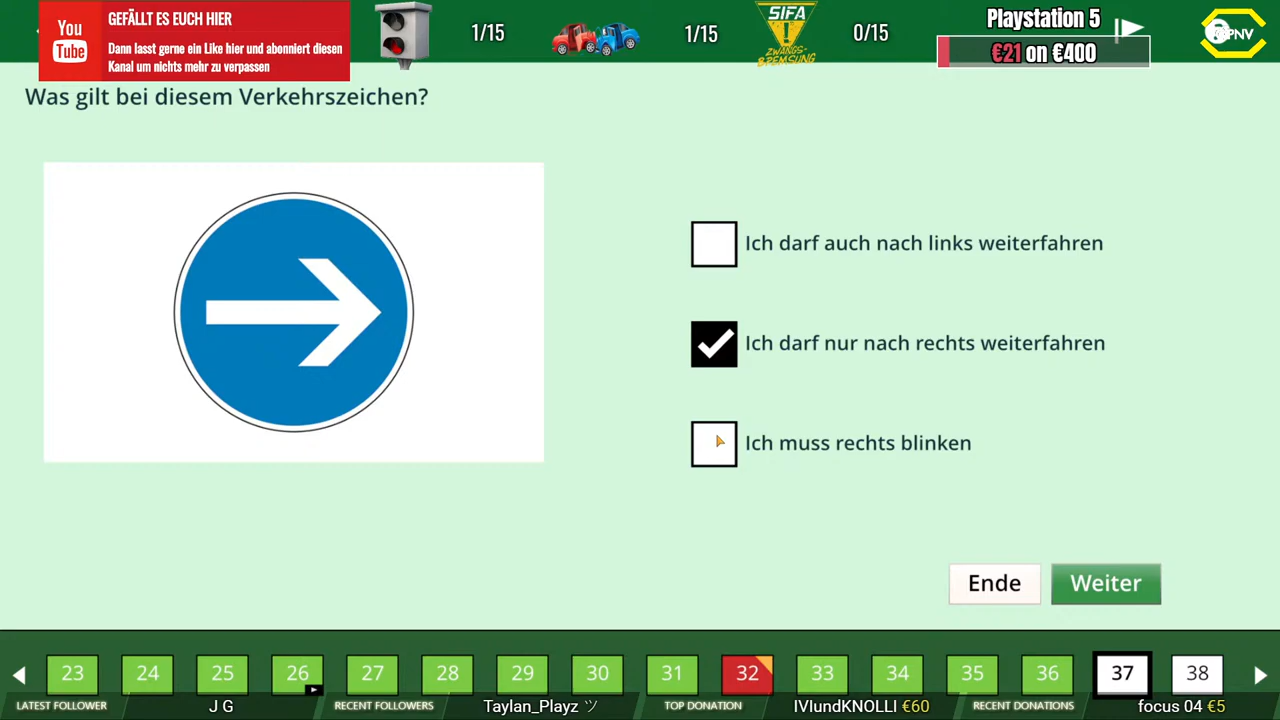 You
Tube
GEFÄLLT ES EUCH HIER
Dann lasst gerne ein Like hier und abonniert diesen
Kanal um nichts mehr zu verpassen
1/15
1/15
SIFA
ZWANGS-
BREMSUNG
0/15
Playstation 5
€21 on €400
PNV
Was gilt bei diesem Verkehrszeichen?
Ich darf auch nach links weiterfahren
Ich darf nur nach rechts weiterfahren
Ich muss rechts blinken
Ende
Weiter
23 24 25 26 27 28 29 30 31 32 33 34 35 36 37 38
LATEST FOLLOWER J G RECENT FOLLOWERS Taylan_Playz ツ TOP DONATION IVIundKNOLLI €60 RECENT DONATIONS focus 04 €5